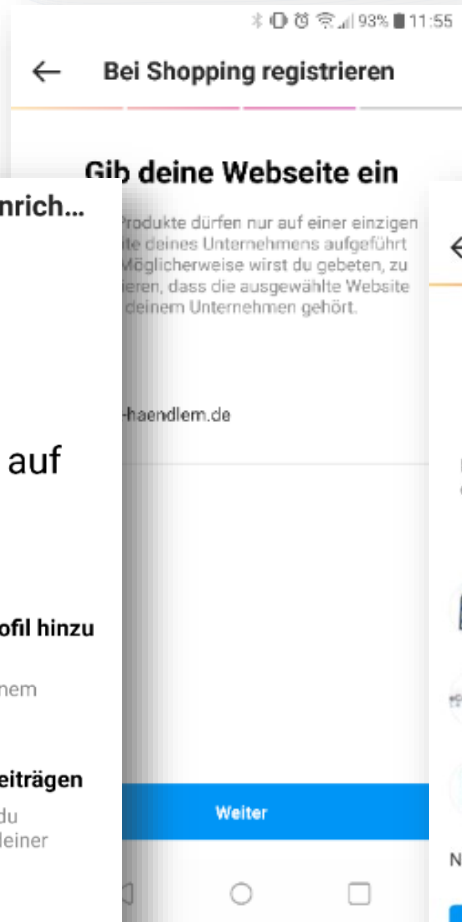 93% 11:55
Bei Shopping registrieren
Gib deine Webseite ein
rodukte dürfen nur auf einer einzigen
te deines Unternehmens aufgeführt
Möglicherweise wirst du gebeten, zu
ieren, dass die ausgewählte Website
deinem Unternehmen gehört.
-haendlern.de
Weiter
nrich...
auf
ofil hinzu
nem
eiträgen
du
deiner
N